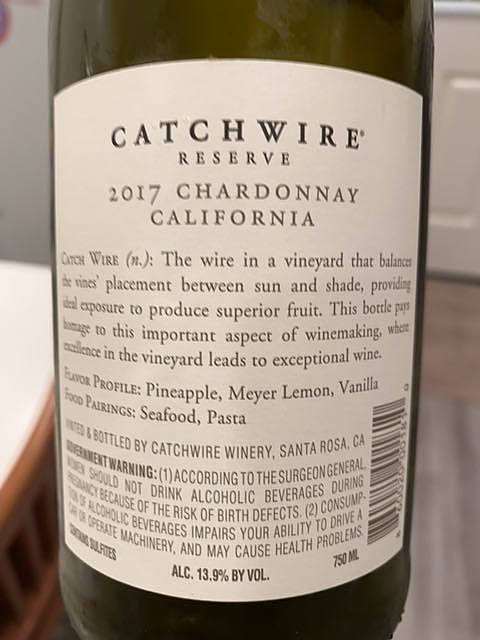 CATCHWIRE®
RESERVE
2017 CHARDONNAY
CALIFORNIA
CATCH WIRE (n.): The wire in a vineyard that balances
the vines' placement between sun and shade, providing
ideal exposure to produce superior fruit. This bottle pays
homage to this important aspect of winemaking, where
excellence in the vineyard leads to exceptional wine.
FLAVOR PROFILE: Pineapple, Meyer Lemon, Vanilla
FOOD PAIRINGS: Seafood, Pasta
VINTED & BOTTLED BY CATCHWIRE WINERY, SANTA ROSA, CA
GOVERNMENT WARNING: (1) ACCORDING TO THE SURGEON GENERAL,
WOMEN SHOULD NOT DRINK ALCOHOLIC BEVERAGES DURING
PREGNANCY BECAUSE OF THE RISK OF BIRTH DEFECTS. (2) CONSUMP-
TION OF ALCOHOLIC BEVERAGES IMPAIRS YOUR ABILITY TO DRIVE A
CAR OR OPERATE MACHINERY, AND MAY CAUSE HEALTH PROBLEMS.
CONTAINS SULFITES
750 ML
ALC. 13.9% BY VOL.